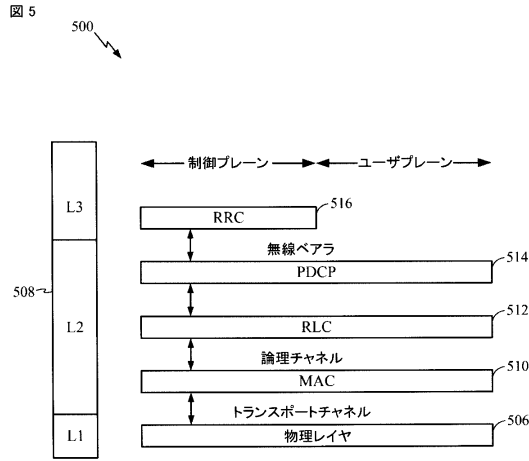 図 5
500
制御プレーン
ユーザプレーン
L3
RRC
516
無線ベアラ
514
PDCP
508
L2
512
RLC
論理チャネル
510
MAC
トランスポートチャネル
506
L1
物理レイヤ